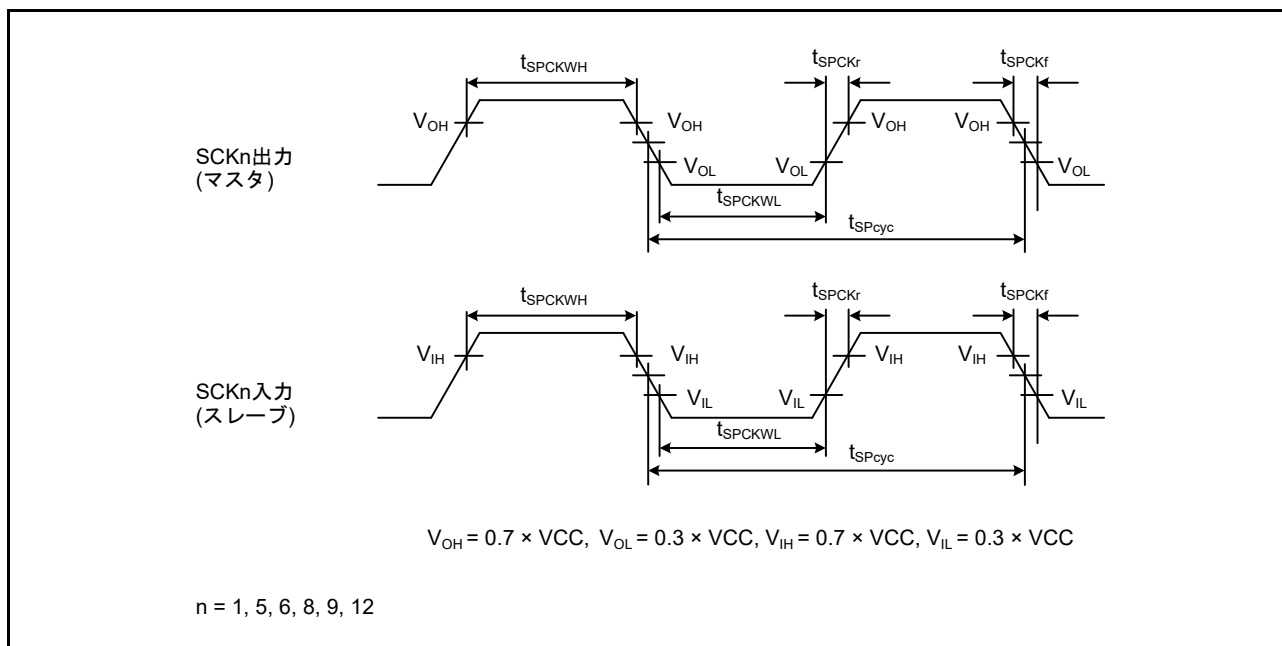 tSPCKWH
tSPCKr
tSPCKf
VOH
VOH
VOH
VOH
SCKn出力
(マスタ)
VOL
VOL
VOL
tSPCKWL
tSPcyc
tSPCKWH
tSPCKr
tSPCKf
VIH
VIH
VIH
VIH
SCKn入力
(スレーブ)
VIL
VIL
VIL
tSPCKWL
tSPcyc
VOH = 0.7 × VCC, VOL = 0.3 × VCC, VIH = 0.7 × VCC, VIL = 0.3 × VCC
n = 1, 5, 6, 8, 9, 12